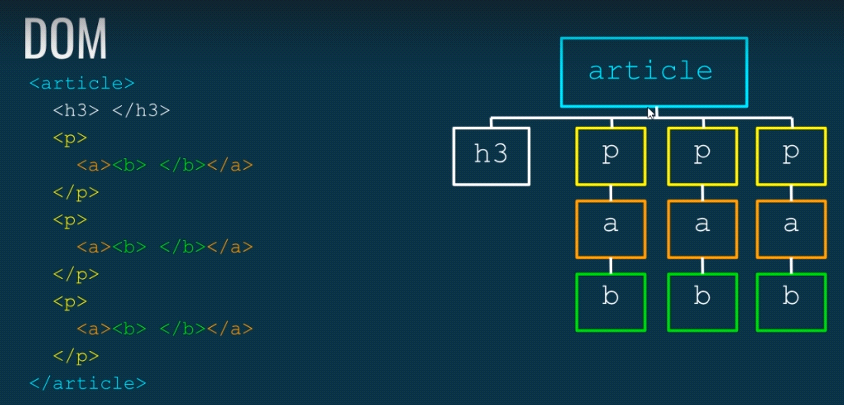 DOM
<article>
<h3> </h3>
<p>
<a><b> </b></a>
</p>
<p>
<a><b> </b></a>
</p>
<p>
<a><b> </b></a>
</p>
</article>
article
h3 p p p
a a a
b b b